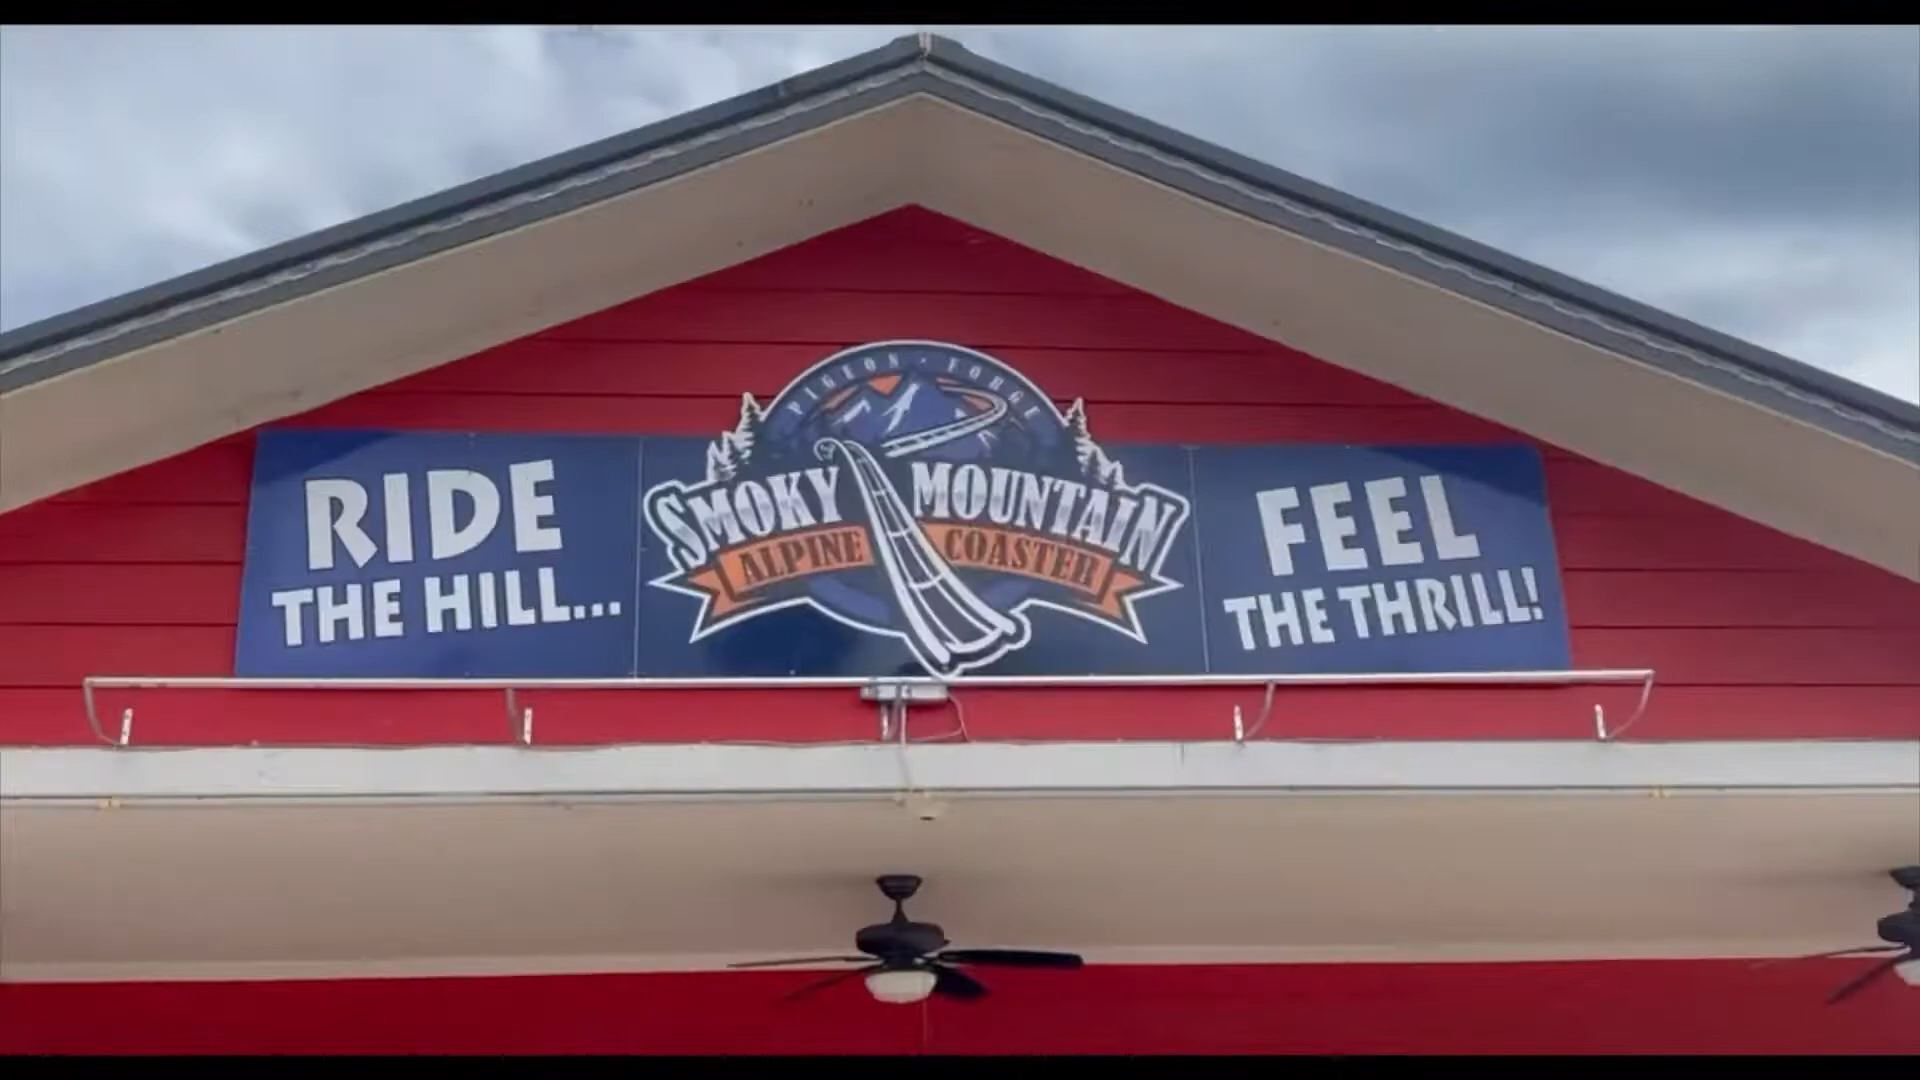 RIDE
THE HILL...
PIGEON • FORGE
SMOKY MOUNTAIN
ALPINE COASTER
FEEL
THE THRILL!